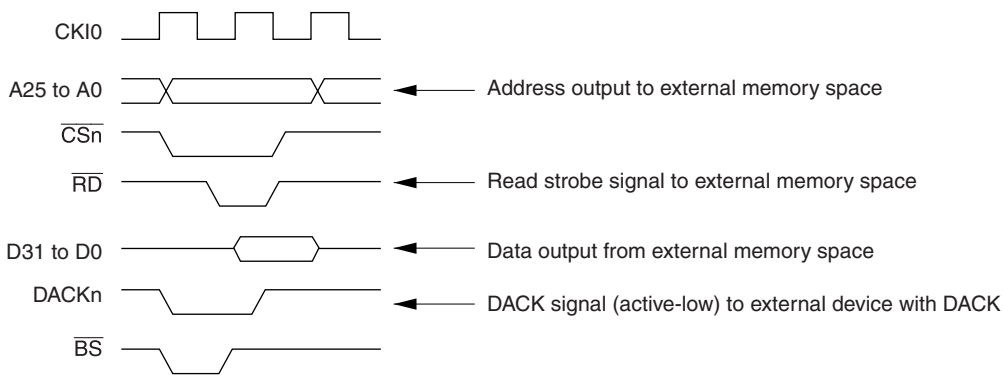 CKI0
A25 to A0
Address output to external memory space
CSn
RD
Read strobe signal to external memory space
D31 to D0
Data output from external memory space
DACKn
DACK signal (active-low) to external device with DACK
BS